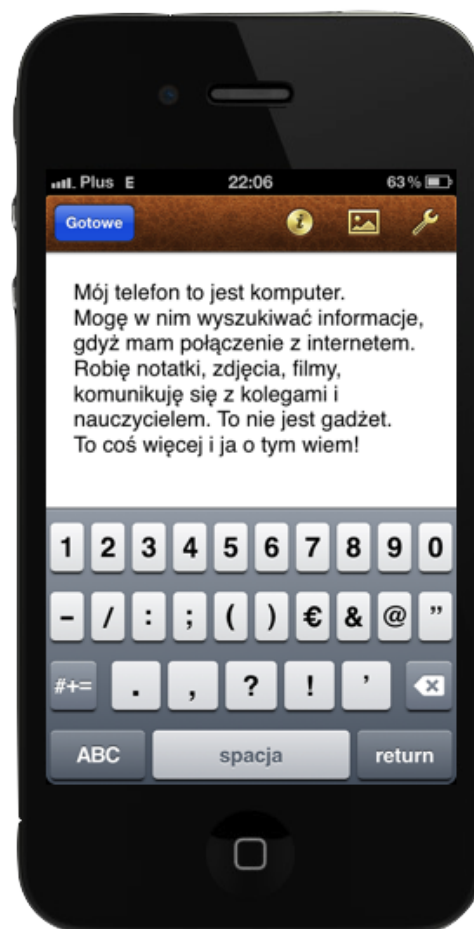 Plus E 22:06 63%
Gotowe
Mój telefon to jest komputer.
Mogę w nim wyszukiwać informacje,
gdyż mam połączenie z internetem.
Robię notatki, zdjęcia, filmy,
komunikuję się z kolegami i
nauczycielem. To nie jest gadżet.
To coś więcej i ja o tym wiem!
1 2 3 4 5 6 7 8 9 0
- / : ; ( ) € & @ ”
#+= . , ? ! ’
ABC spacja return